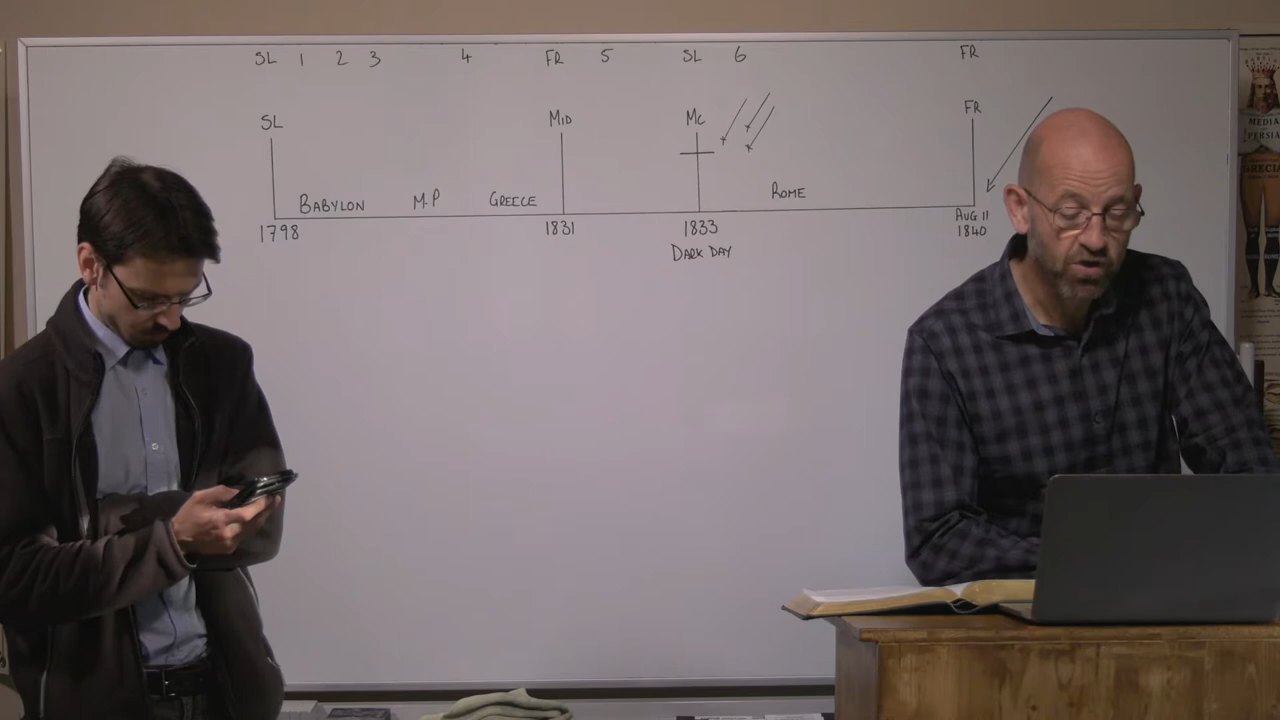 SL 1 2 3 4 FR 5 SL 6 FR
SL MID MC FR
BABYLON M.P GREECE ROME
1798 1831 1833 AUG 11
1840
DARK DAY
MEDIA
PERSIA
GRECIA